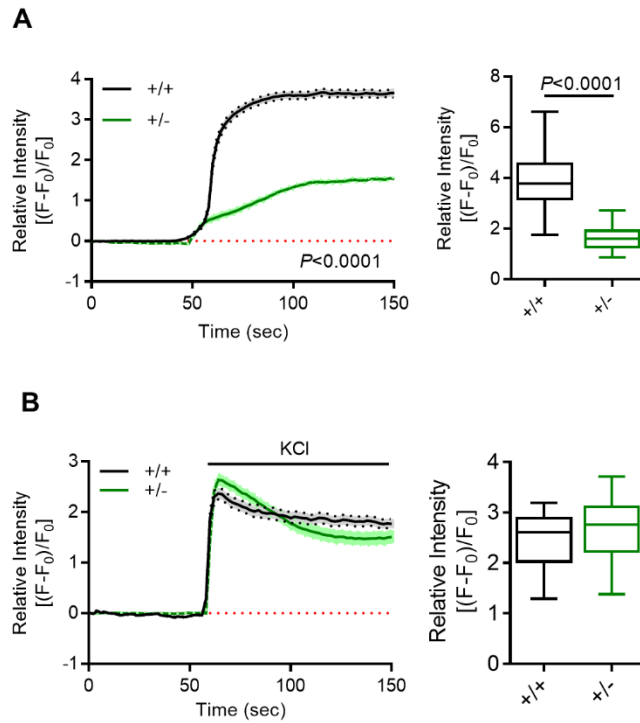 A
+/+
+/-
Relative Intensity
[(F-F0)/F0]
4
3
2
1
0
-1
0
50
100
150
P<0.0001
Time (sec)
P<0.0001
Relative Intensity
[(F-F0)/F0]
8
6
4
2
0
+/+
+/-
B
KCl
+/+
+/-
Relative Intensity
[(F-F0)/F0]
3
2
1
0
-1
0
50
100
150
Time (sec)
Relative Intensity
[(F-F0)/F0]
4
3
2
1
0
+/+
+/-